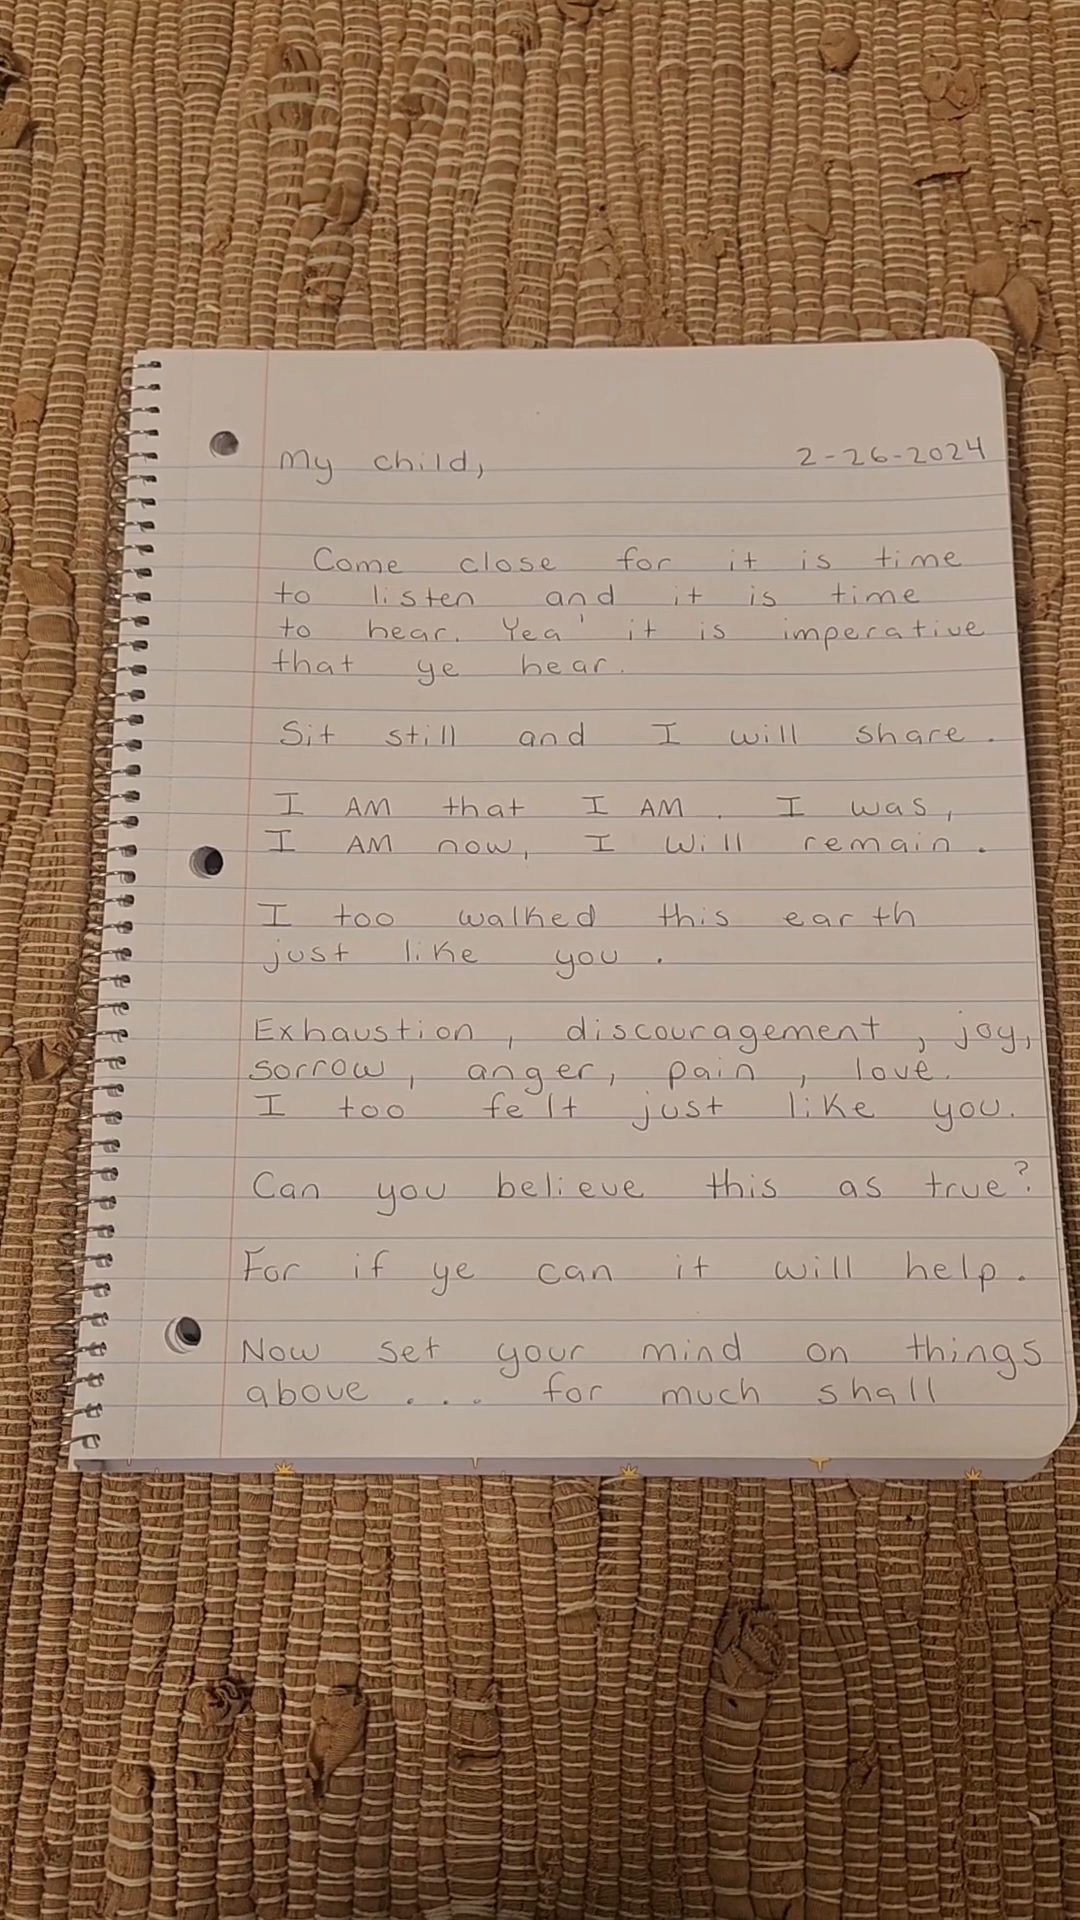 My child,
2-26-2024
Come close for it is time
to listen and it is time
to hear. Yea' it is imperative
that ye hear.
Sit still and I will share.
I AM that I AM. I was,
I AM now, I will remain.
I too walked this earth
just like you.
Exhaustion, discouragement, joy,
sorrow, anger, pain, love.
I too felt just like you.
Can you believe this as true?
For if ye can it will help.
Now set your mind on things
above .... for much shall